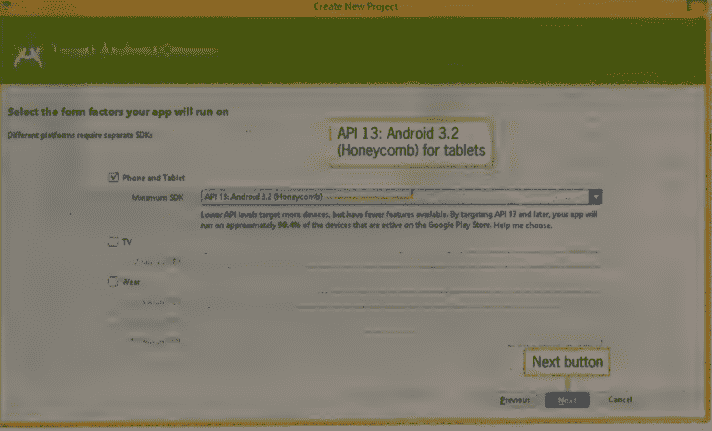 Create New Project
Select the form factors your app will run on
Different platforms require separate SDKs
API 13: Android 3.2
(Honeycomb) for tablets
Phone and Tablet
Minimum SDK
API 13: Android 3.2 (Honeycomb)
Lower API levels target more devices, but have fewer features available. By targeting API 13 and later, your app will
run on approximately 99.4% of the devices that are active on the Google Play Store. Help me choose.
TV
Wear
Next button
Previous
Next
Cancel